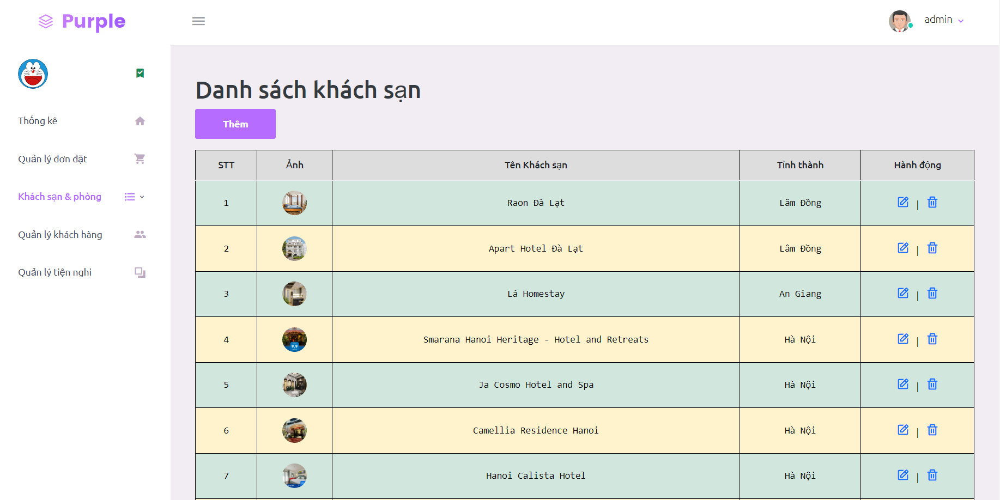 Purple
admin
Thống kê
Quản lý đơn đặt
Khách sạn & phòng
Quản lý khách hàng
Quản lý tiện nghi
Danh sách khách sạn
Thêm
STT Ảnh Tên Khách sạn Tỉnh thành Hành động
1 Raon Đà Lạt Lâm Đồng |
2 Apart Hotel Đà Lạt Lâm Đồng |
3 Lá Homestay An Giang |
4 9,9 Smarana Hanoi Heritage - Hotel and Retreats Hà Nội |
5 Ja Cosmo Hotel and Spa Hà Nội |
6 Camellia Residence Hanoi Hà Nội |
7 Hanoi Calista Hotel Hà Nội |